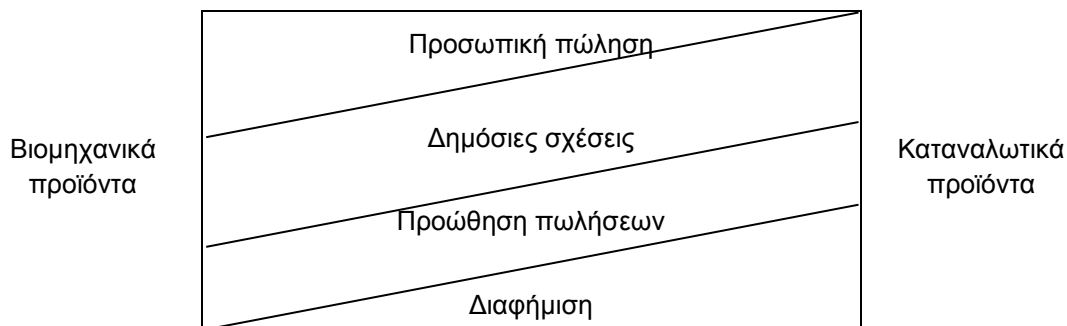 Προσωπική πώληση
Βιομηχανικά
προϊόντα
Δημόσιες σχέσεις
Καταναλωτικά
προϊόντα
Προώθηση πωλήσεων
Διαφήμιση